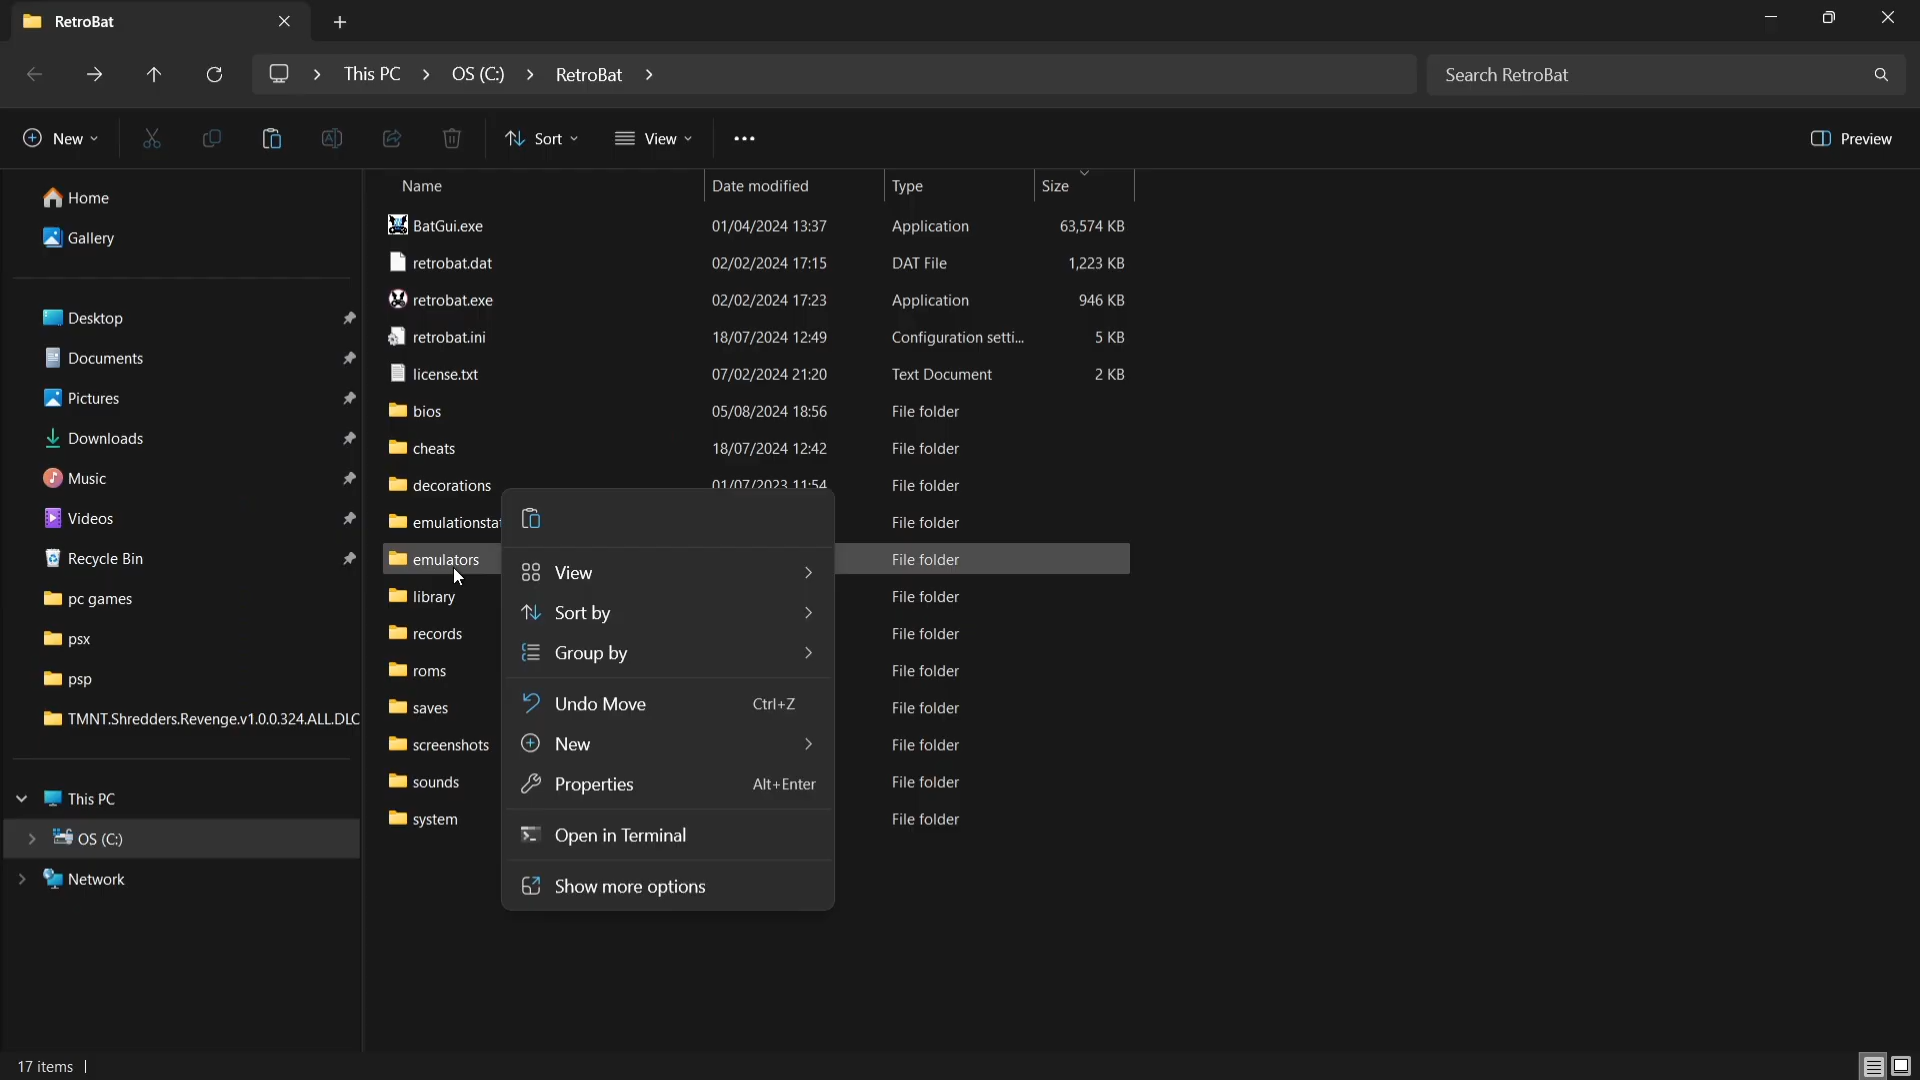 RetroBat
This PC
OS (C:)
RetroBat
Search RetroBat
New
Sort
View
Preview
Name
Date modified
Type
Size
Home
Gallery
Desktop
Documents
Pictures
Downloads
Music
Videos
Recycle Bin
pc games
psx
psp
TMNT.Shredders.Revenge.v1.0.0.324.ALL.DLC
This PC
OS (C:)
Network
BatGui.exe 01/04/2024 13:37 Application 63,574 KB
retrobat.dat 02/02/2024 17:15 DAT File 1,223 KB
retrobat.exe 02/02/2024 17:23 Application 946 KB
retrobat.ini 18/07/2024 12:49 Configuration setti... 5 KB
license.txt 07/02/2024 21:20 Text Document 2 KB
bios 05/08/2024 18:56 File folder
cheats 18/07/2024 12:42 File folder
decorations 01/07/2023 11:54 File folder
emulationstat File folder
emulators File folder
library File folder
records File folder
roms File folder
saves File folder
screenshots File folder
sounds File folder
system File folder
View
Sort by
Group by
Undo Move Ctrl+Z
New
Properties Alt+Enter
Open in Terminal
Show more options
17 items